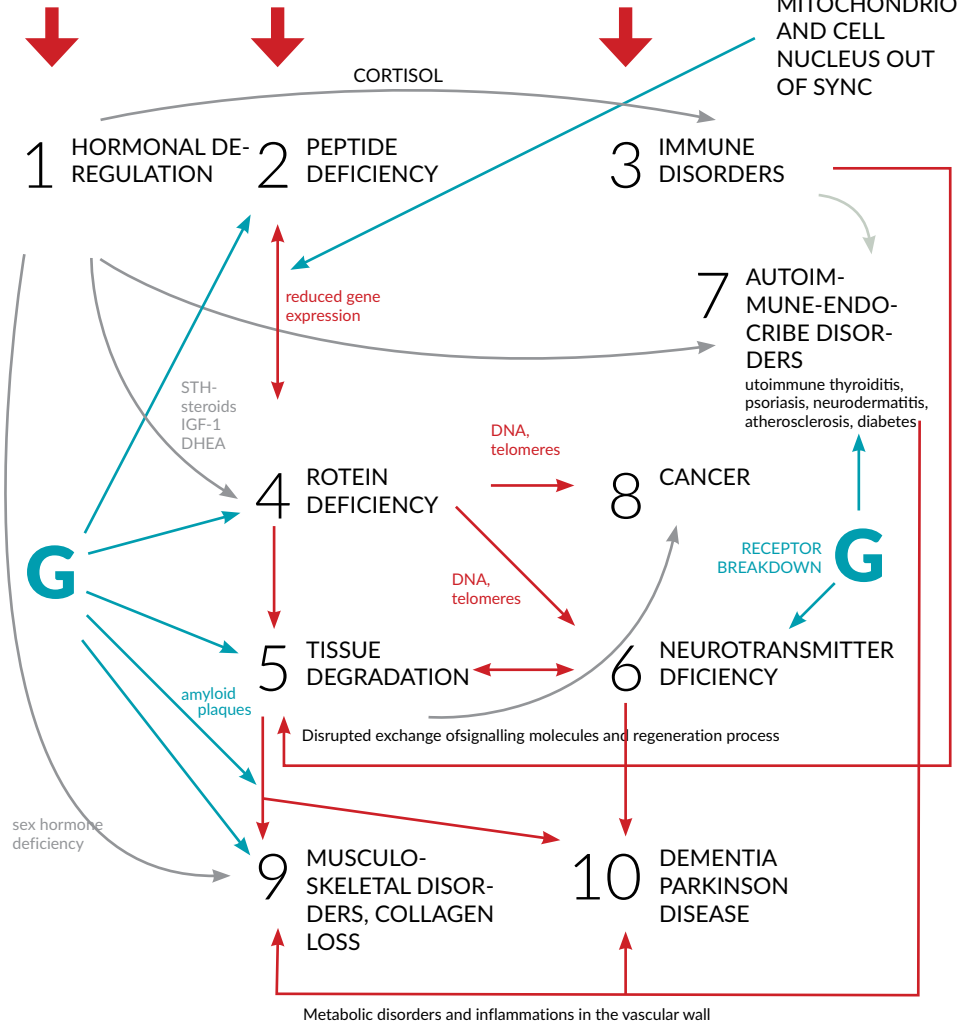 MITOCHONDRIO
AND CELL
NUCLEUS OUT
OF SYNC
CORTISOL
1 HORMONAL DE-
REGULATION
2 PEPTIDE
DEFICIENCY
3 IMMUNE
DISORDERS
reduced gene
expression
7 AUTOIM-
MUNE-ENDO-
CRIBE DISOR-
DERS
utoimmune thyroiditis,
psoriasis, neurodermatitis,
atherosclerosis, diabetes
STH-
steroids
IGF-1
DHEA
DNA,
telomeres
4 ROTEIN
DEFICIENCY
8 CANCER
G
RECEPTOR
BREAKDOWN
G
DNA,
telomeres
5 TISSUE
DEGRADATION
6 NEUROTRANSMITTER
DFICIENCY
amyloid
plaques
Disrupted exchange ofsignalling molecules and regeneration process
sex hormone
deficiency
9 MUSCULO-
SKELETAL DISOR-
DERS, COLLAGEN
LOSS
10 DEMENTIA
PARKINSON
DISEASE
Metabolic disorders and inflammations in the vascular wall